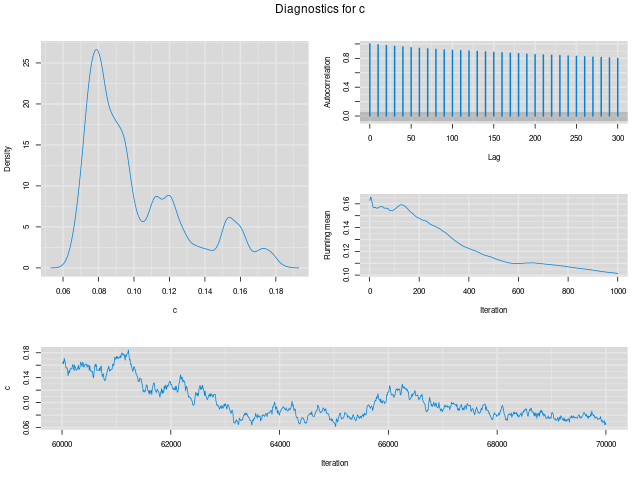 Diagnostics for c
Density
0 5 10 15 20 25
0.06 0.08 0.10 0.12 0.14 0.16 0.18
c
Autocorrelation
0.0 0.4 0.8
0 50 100 150 200 250 300
Lag
Running mean
0.10 0.12 0.14 0.16
0 200 400 600 800 1000
Iteration
c
0.06 0.10 0.14 0.18
60000 62000 64000 66000 68000 70000
Iteration